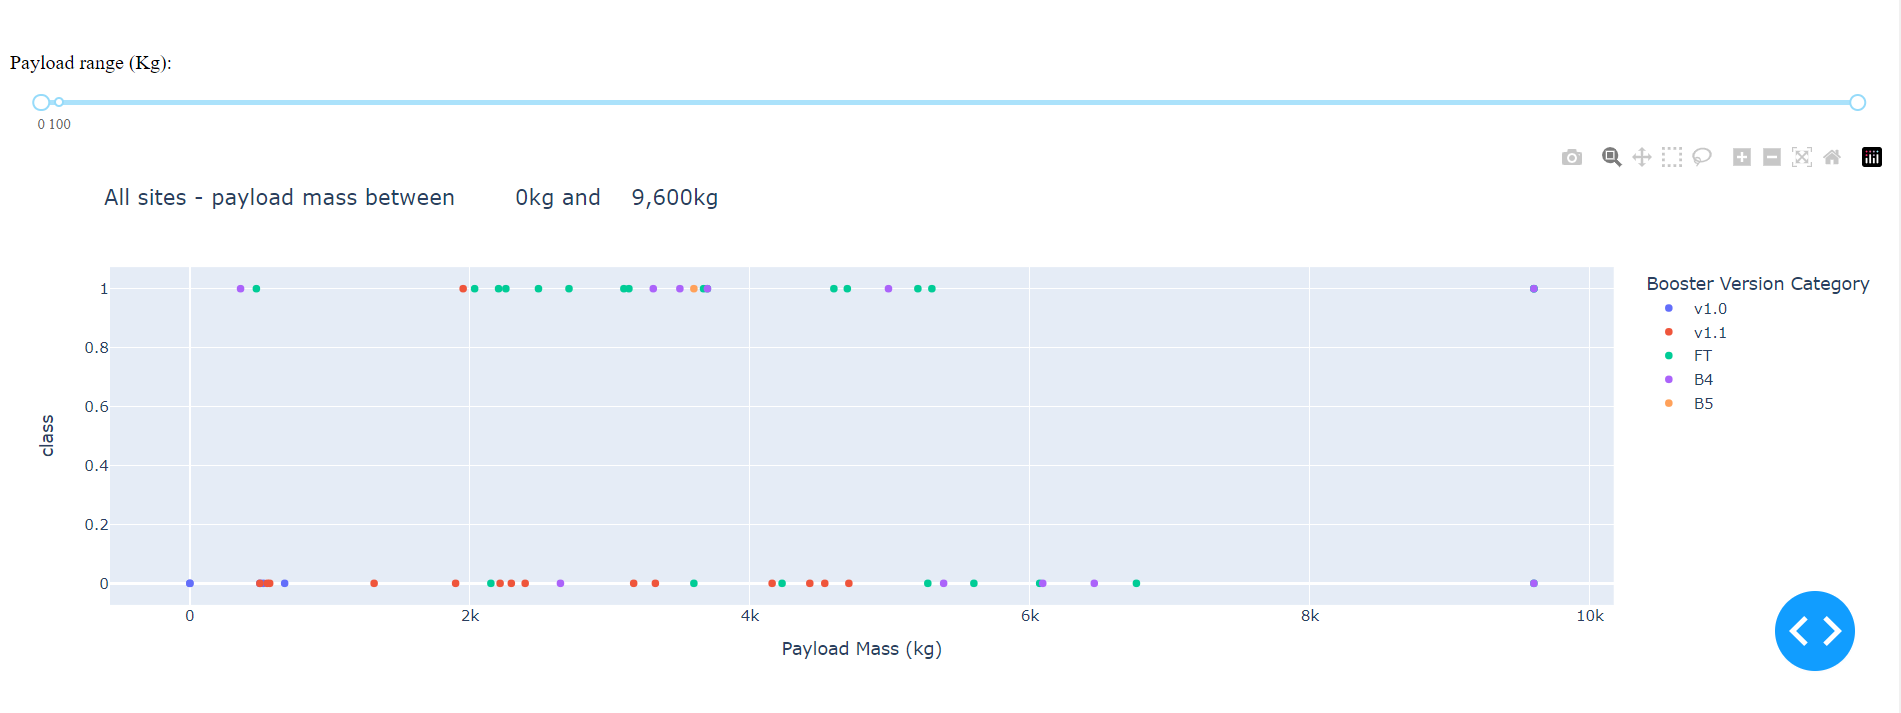 Payload range (Kg):
0 100
All sites - payload mass between 0kg and 9,600kg
Booster Version Category
v1.0
v1.1
FT
B4
B5
1
0.8
0.6
0.4
0.2
0
class
0 2k 4k 6k 8k 10k
Payload Mass (kg)